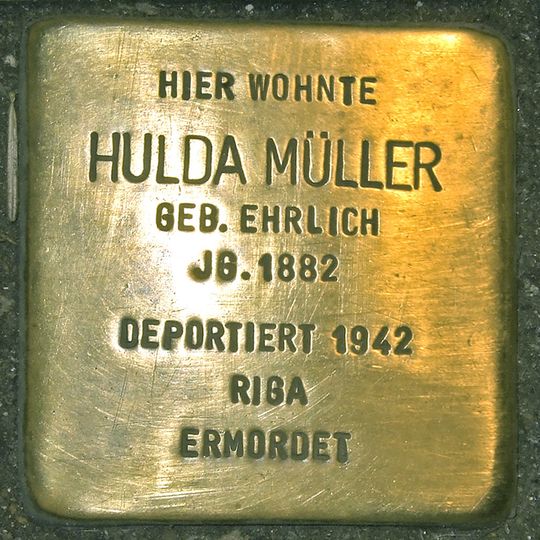 HIER WOHNTE
HULDA MÜLLER
GEB. EHRLICH
JG. 1882
DEPORTIERT 1942
RIGA
ERMORDET